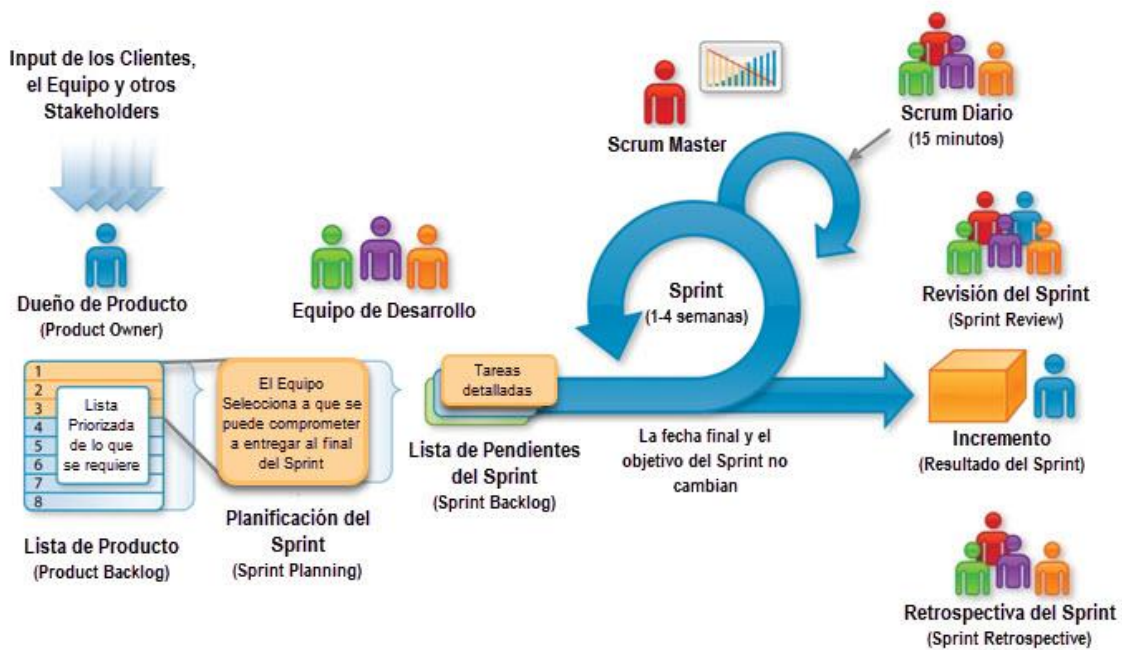 Input de los Clientes,
el Equipo y otros
Stakeholders
Dueño de Producto
(Product Owner)
1
2
3
4
5
6
7
8
Lista
Priorizada
de lo que
se requiere
Lista de Producto
(Product Backlog)
Equipo de Desarrollo
El Equipo
Selecciona a que se
puede comprometer
a entregar al final
del Sprint
Planificación del
Sprint
(Sprint Planning)
Tareas
detalladas
Lista de Pendientes
del Sprint
(Sprint Backlog)
Scrum Master
Scrum Diario
(15 minutos)
Sprint
(1-4 semanas)
La fecha final y el
objetivo del Sprint no
cambian
Revisión del Sprint
(Sprint Review)
Incremento
(Resultado del Sprint)
Retrospectiva del Sprint
(Sprint Retrospective)